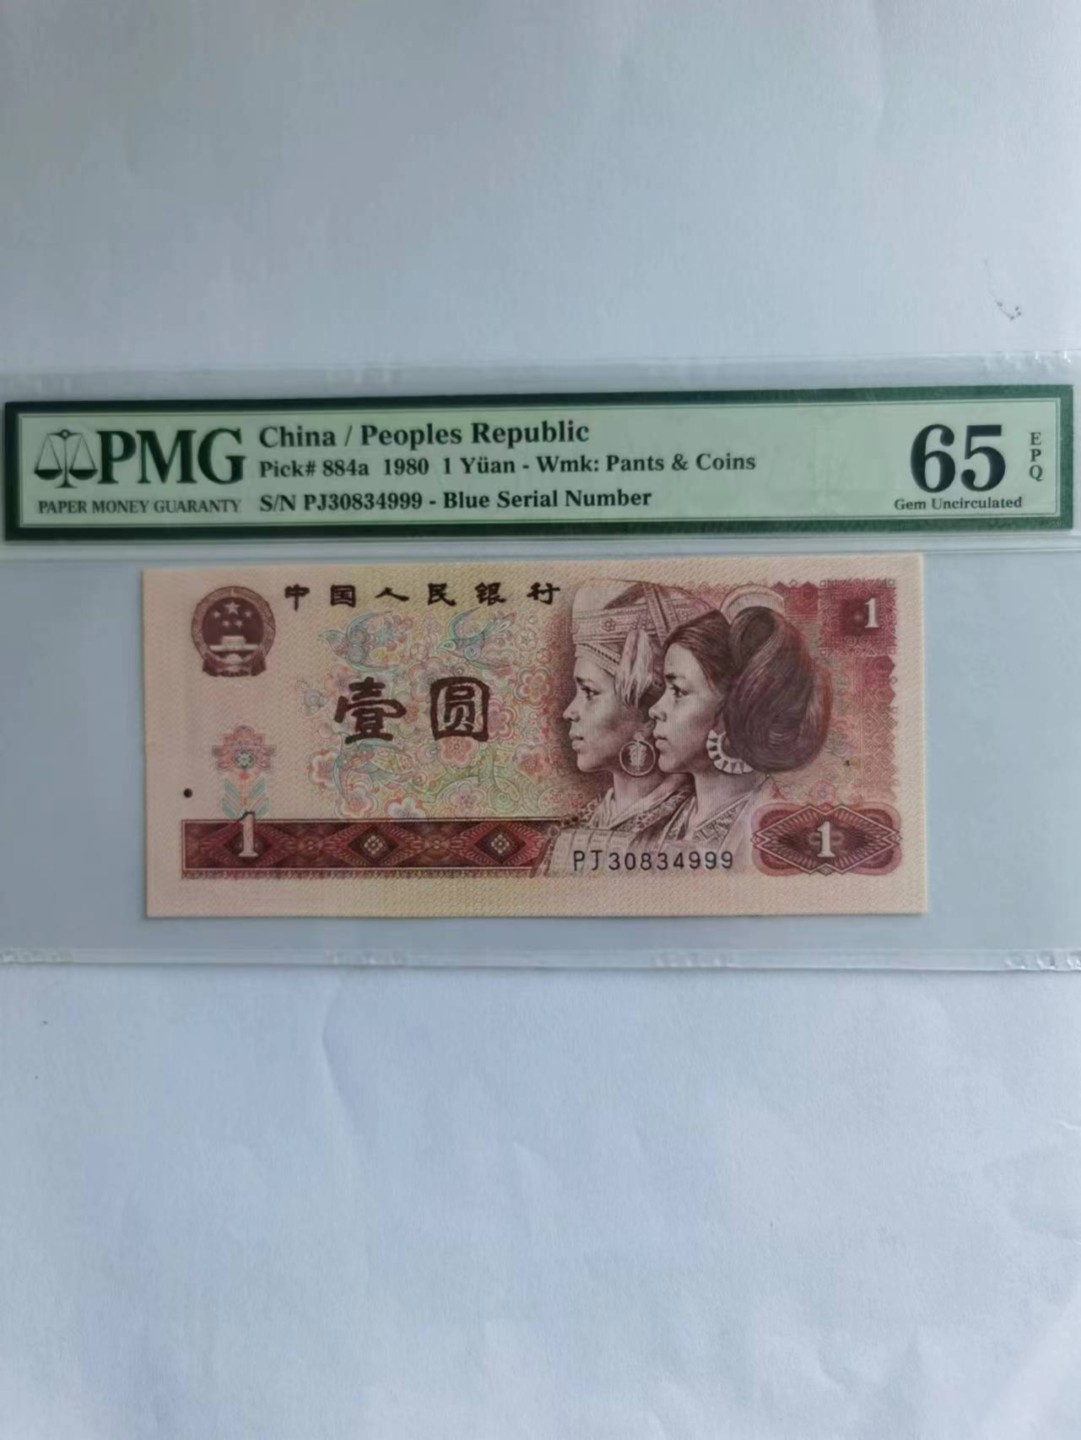 PMG
PAPER MONEY GUARANTY
China / Peoples Republic
Pick# 884a 1980 1 Yüan - Wmk: Pants & Coins
S/N PJ30834999 - Blue Serial Number
65
EPQ
Gem Uncirculated
中国人民银行
1
壹圆
1
PJ30834999
1